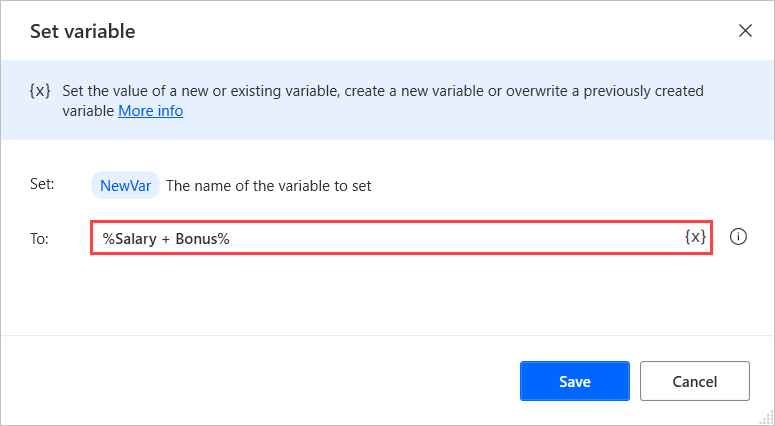 Set variable
{x} Set the value of a new or existing variable, create a new variable or overwrite a previously created
variable More info
Set: NewVar The name of the variable to set
To: %Salary + Bonus% {x}
Save Cancel